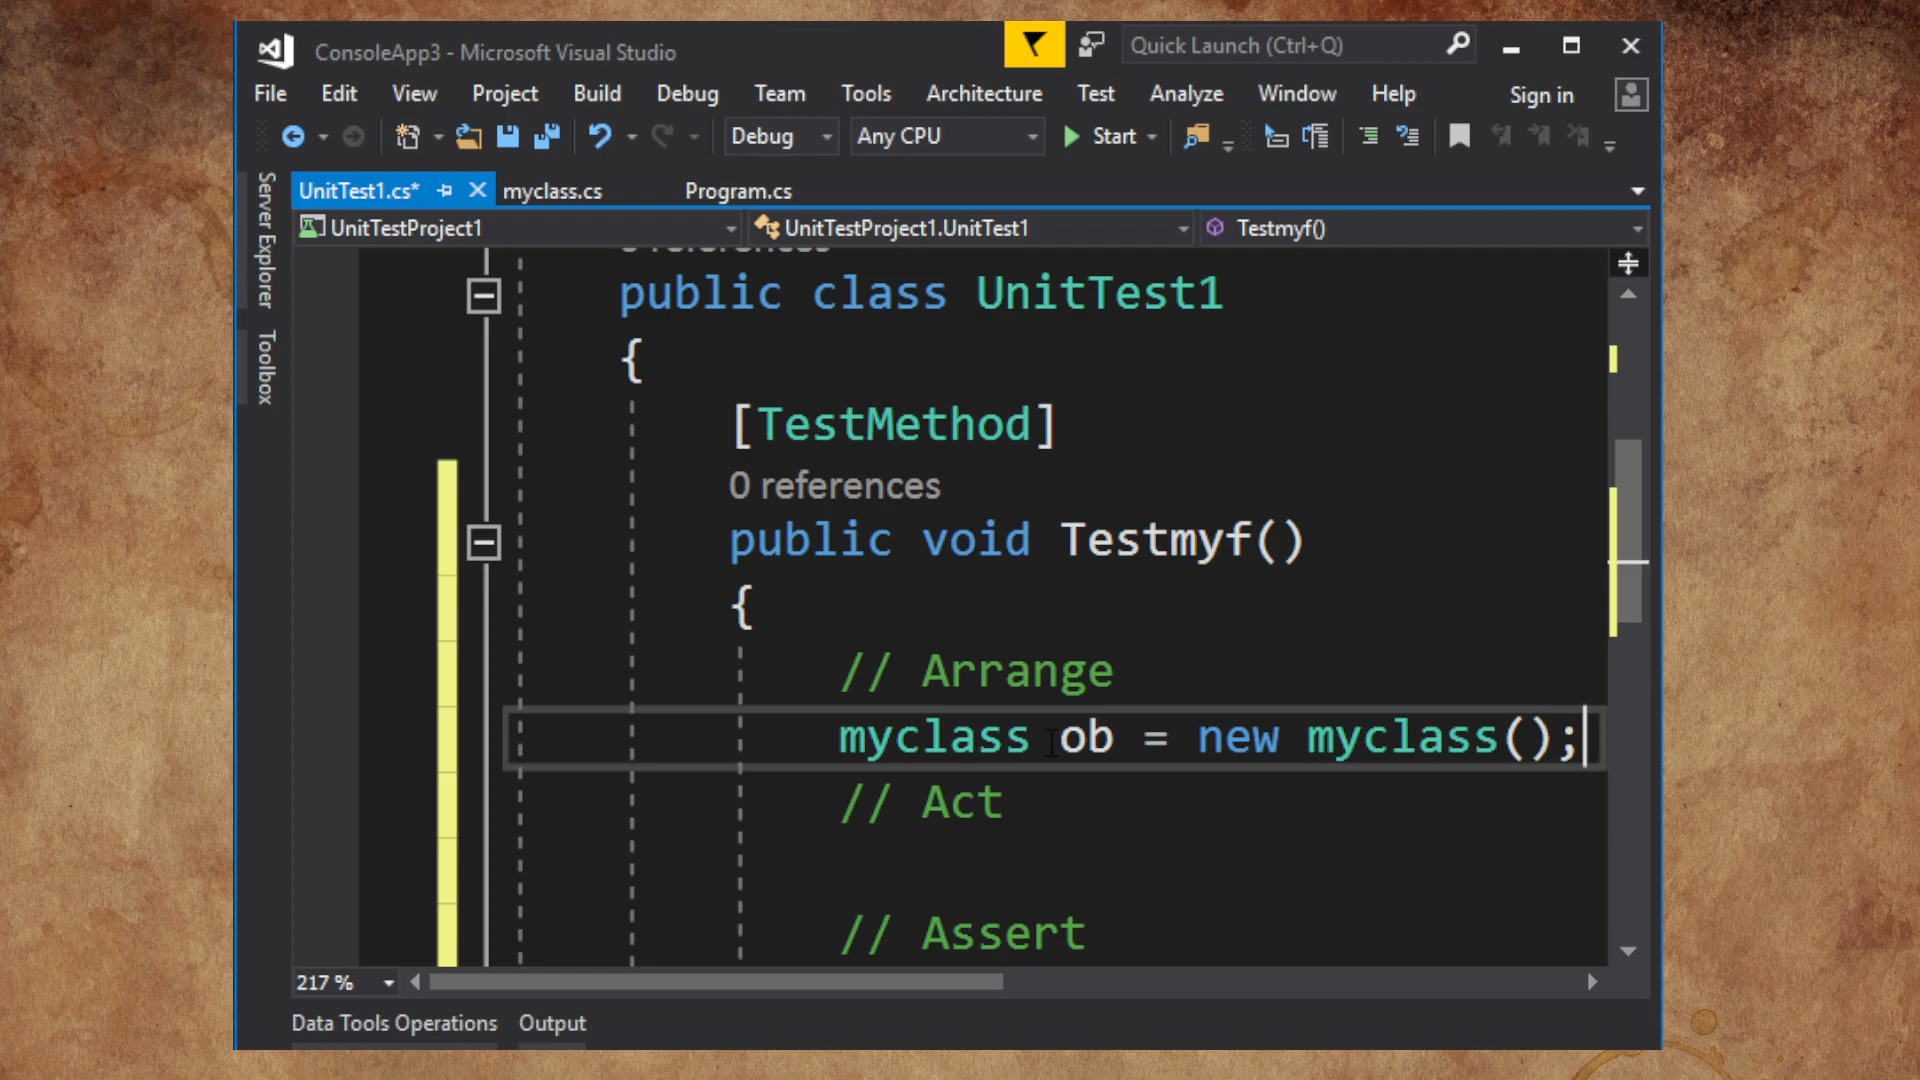 ConsoleApp3 - Microsoft Visual Studio
Quick Launch (Ctrl+Q)
File Edit View Project Build Debug Team Tools Architecture Test Analyze Window Help Sign in
Debug Any CPU Start
UnitTest1.cs* myclass.cs Program.cs
UnitTestProject1 UnitTestProject1.UnitTest1 Testmyf()
Server Explorer
Toolbox
public class UnitTest1
{
[TestMethod]
0 references
public void Testmyf()
{
// Arrange
myclass ob = new myclass();
// Act
// Assert
217 %
Data Tools Operations Output